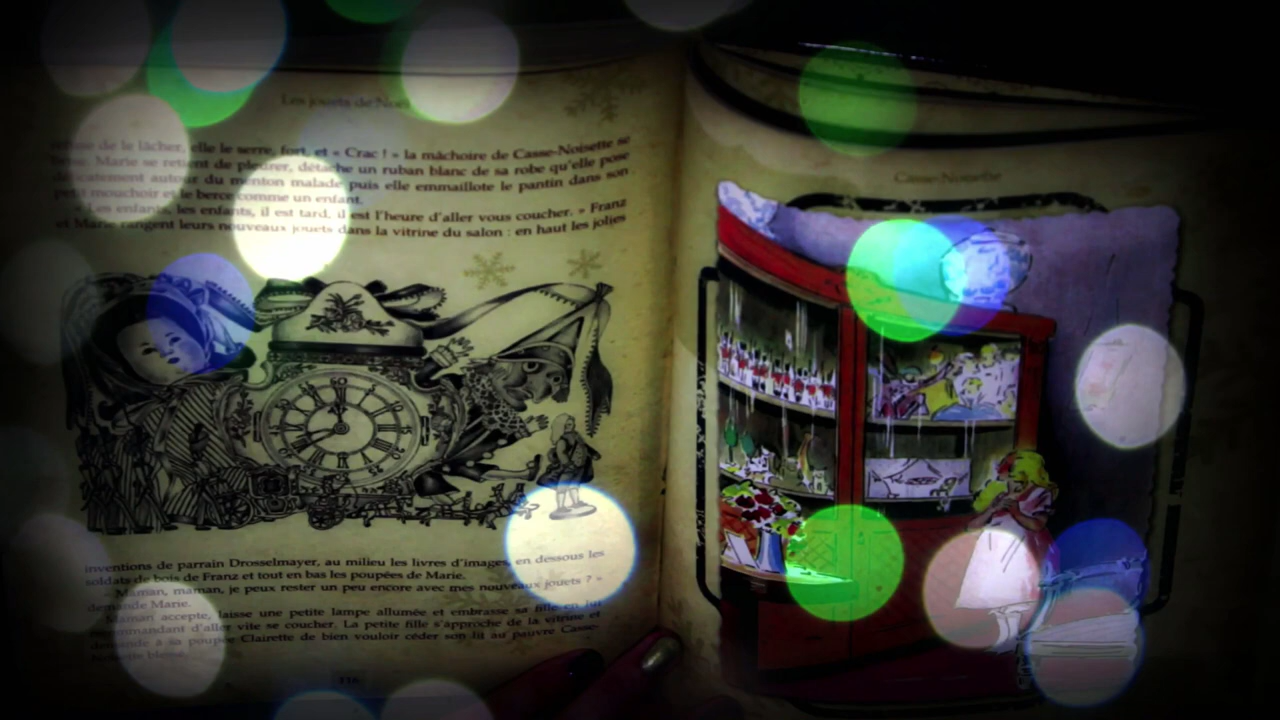 Les jouets de Noël
refuse de le lâcher, elle le serre, fort, et « Crac ! » la mâchoire de Casse-Noisette se
brise. Marie se retient de pleurer, détache un ruban blanc de sa robe qu'elle pose
délicatement autour du menton malade puis elle emmaillote le pantin dans son
petit mouchoir et le berce comme un enfant.
« Les enfants, les enfants, il est tard, il est l'heure d'aller vous coucher. » Franz
et Marie rangent leurs nouveaux jouets dans la vitrine du salon : en haut les jolies
inventions de parrain Drosselmayer, au milieu les livres d'images, en dessous les
soldats de bois de Franz et tout en bas les poupées de Marie.
– Maman, maman, je peux rester un peu encore avec mes nouveaux jouets ? »
demande Marie.
Maman accepte, laisse une petite lampe allumée et embrasse sa fille en lui
recommandant d'aller vite se coucher. La petite fille s'approche de la vitrine et
demande à sa poupée Clairette de bien vouloir céder son lit au pauvre Casse-
Noisette blessé.
116
Casse-Noisette